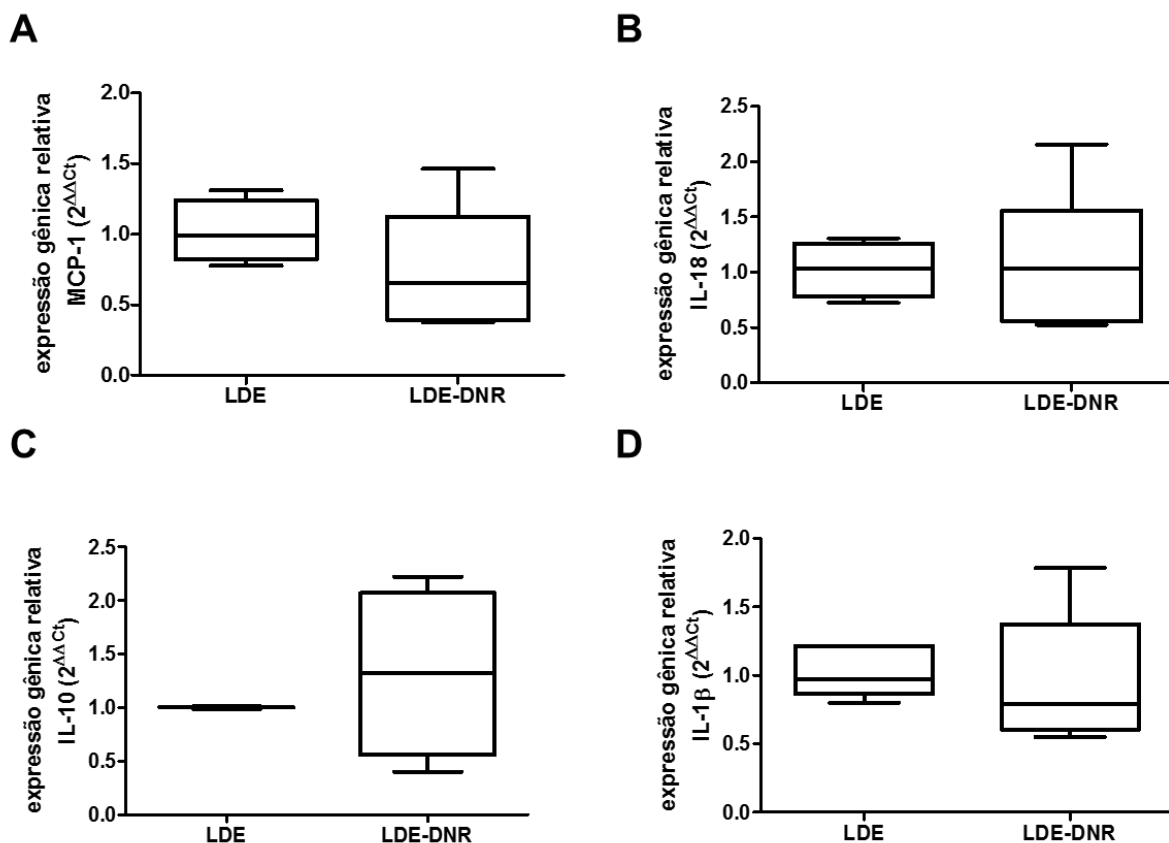 A
expressão gênica relativa
MCP-1 (2^ΔΔCt)
2.0
1.5
1.0
0.5
0.0
LDE LDE-DNR
B
expressão gênica relativa
IL-18 (2^ΔΔCt)
2.5
2.0
1.5
1.0
0.5
0.0
LDE LDE-DNR
C
expressão gênica relativa
IL-10 (2^ΔΔCt)
2.5
2.0
1.5
1.0
0.5
0.0
LDE LDE-DNR
D
expressão gênica relativa
IL-1β (2^ΔΔCt)
2.0
1.5
1.0
0.5
0.0
LDE LDE-DNR